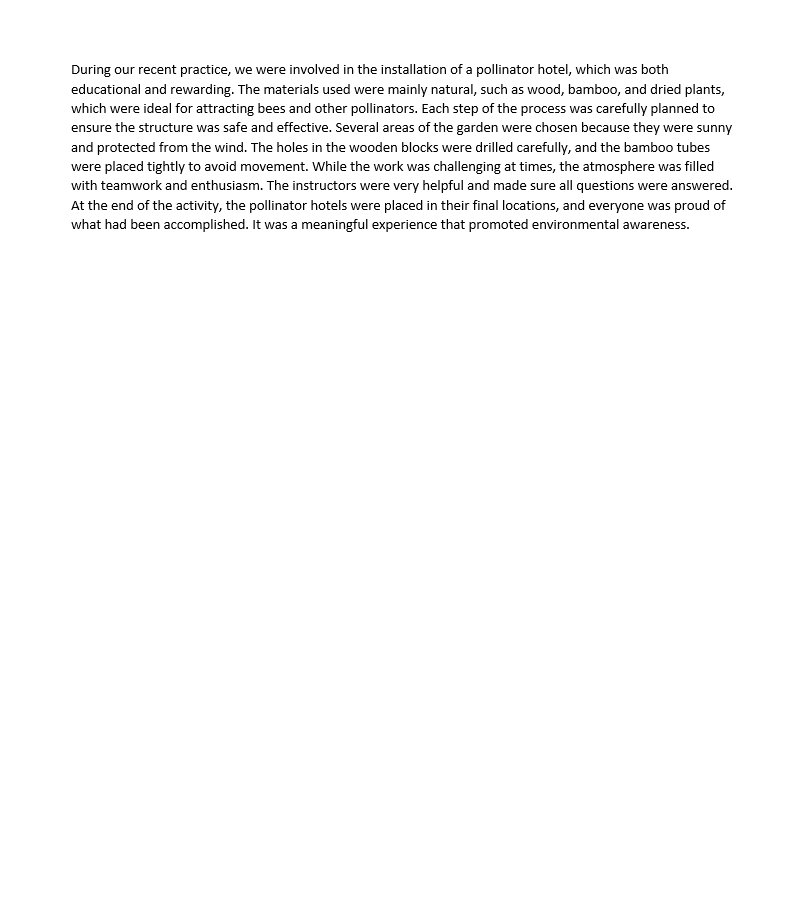 During our recent practice, we were involved in the installation of a pollinator hotel, which was both
educational and rewarding. The materials used were mainly natural, such as wood, bamboo, and dried plants,
which were ideal for attracting bees and other pollinators. Each step of the process was carefully planned to
ensure the structure was safe and effective. Several areas of the garden were chosen because they were sunny
and protected from the wind. The holes in the wooden blocks were drilled carefully, and the bamboo tubes
were placed tightly to avoid movement. While the work was challenging at times, the atmosphere was filled
with teamwork and enthusiasm. The instructors were very helpful and made sure all questions were answered.
At the end of the activity, the pollinator hotels were placed in their final locations, and everyone was proud of
what had been accomplished. It was a meaningful experience that promoted environmental awareness.